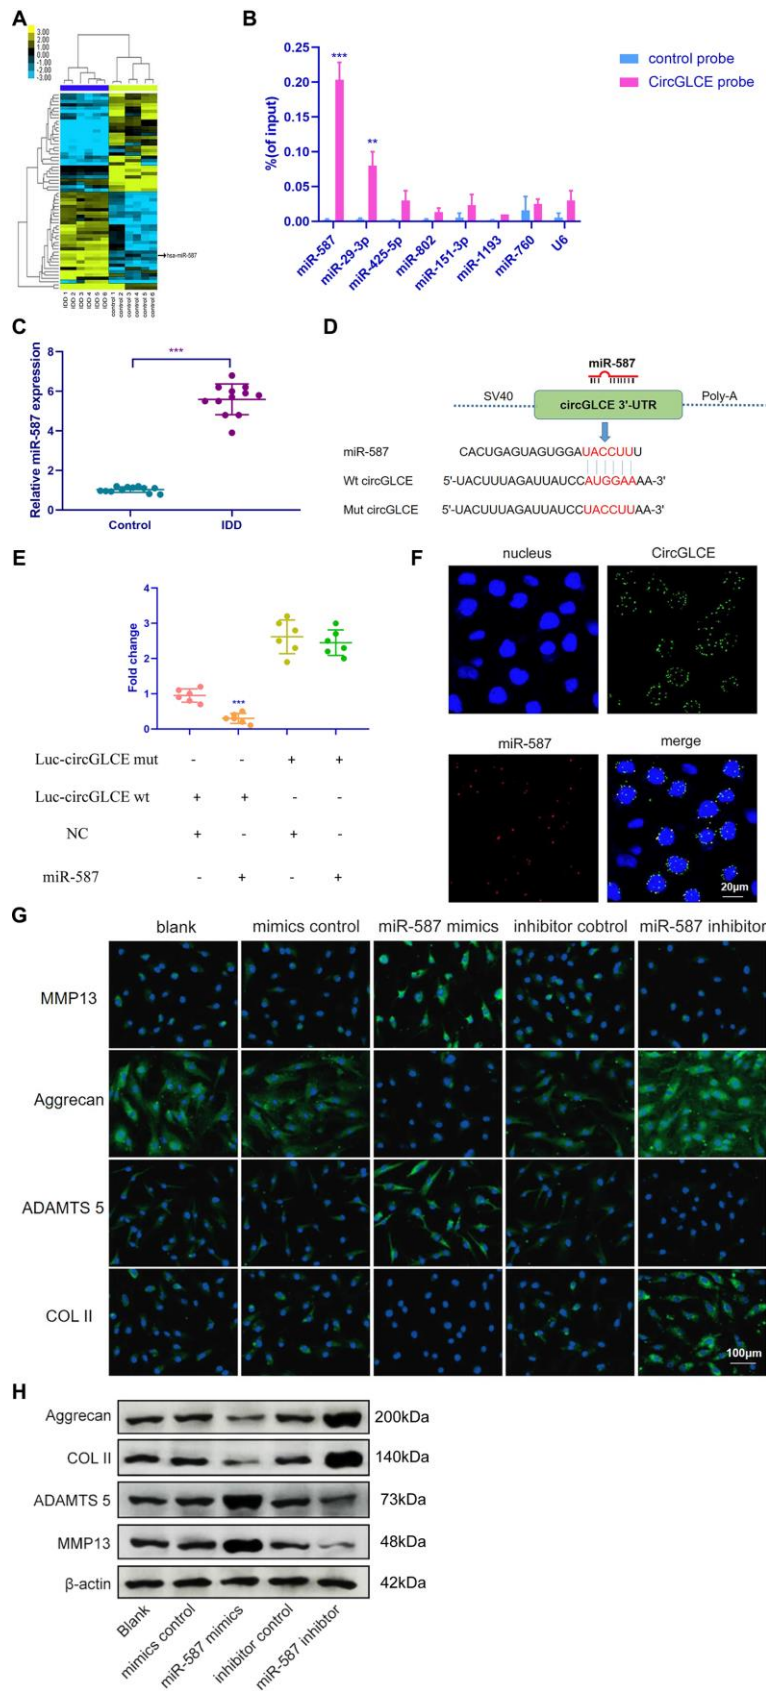 A
3.00
2.00
1.00
0.00
-1.00
-2.00
-3.00
hsa-miR-587
IDD 1
IDD 2
IDD 3
IDD 4
IDD 5
IDD 6
control 1
control 2
control 3
control 4
control 5
control 6
B
%(of input)
0.25
0.20
0.15
0.10
0.05
0.00
***
**
control probe
CircGLCE probe
miR-587
miR-29-3p
miR-425-5p
miR-802
miR-151-3p
miR-1193
miR-760
U6
C
Relative miR-587 expression
8
6
4
2
0
***
Control
IDD
D
miR-587
SV40
circGLCE 3'-UTR
Poly-A
miR-587 CACUGAGUAGUGGAUACCUUU
Wt circGLCE 5'-UACUUUAGAUUAUCCAUGGAAAA-3'
Mut circGLCE 5'-UACUUUAGAUUAUCCUACCUUAA-3'
E
Fold change
4
3
2
1
0
***
Luc-circGLCE mut - - + +
Luc-circGLCE wt + + - -
NC + - + -
miR-587 - + - +
F
nucleus
CircGLCE
miR-587
merge
20μm
G
blank
mimics control
miR-587 mimics
inhibitor cobtrol
miR-587 inhibitor
MMP13
Aggrecan
ADAMTS 5
COL II
100μm
H
Aggrecan 200kDa
COL II 140kDa
ADAMTS 5 73kDa
MMP13 48kDa
β-actin 42kDa
Blank
mimics control
miR-587 mimics
inhibitor control
miR-587 inhibtor